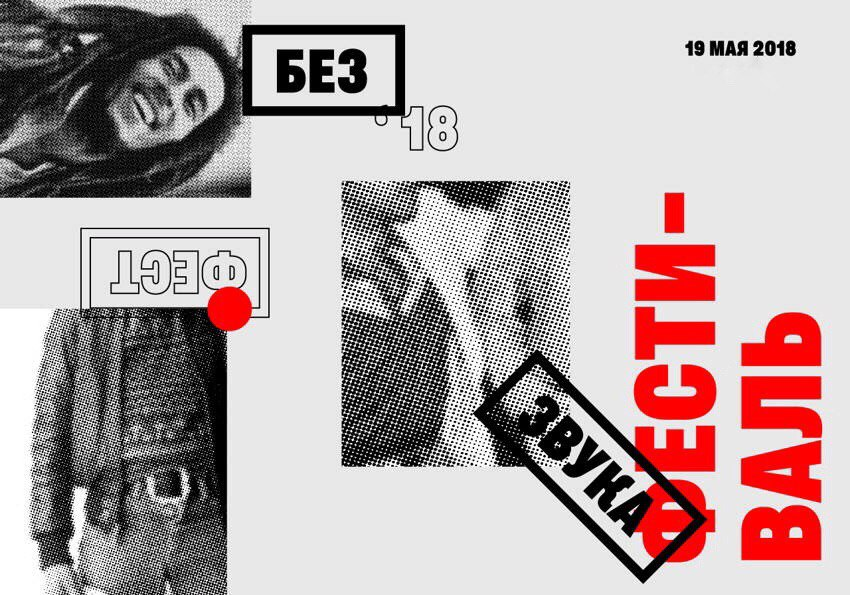 БЕЗ
‘18
19 МАЯ 2018
ФЕСТ
ЗВУКА
ФЕСТИ-
ВАЛЬ